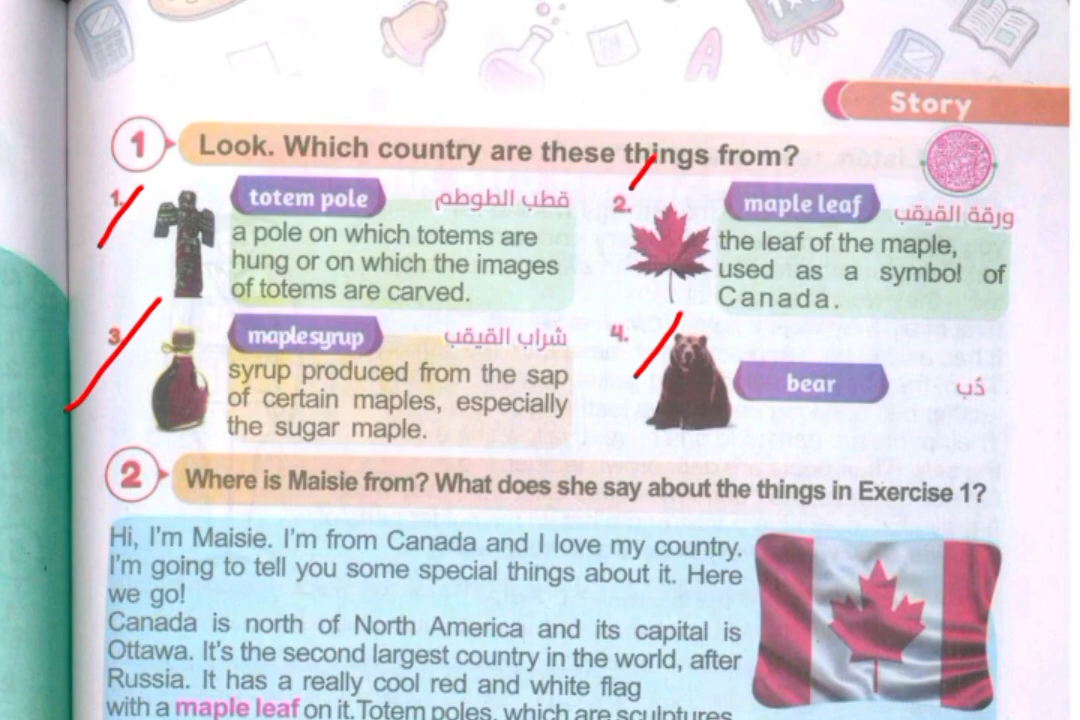 Story
1 Look. Which country are these things from?
1. totem pole قطب الطوطم
a pole on which totems are
hung or on which the images
of totems are carved.
2. maple leaf ورقة القيقب
the leaf of the maple,
used as a symbol of
Canada.
3. maple syrup شراب القيقب
syrup produced from the sap
of certain maples, especially
the sugar maple.
4. bear دُب
2 Where is Maisie from? What does she say about the things in Exercise 1?
Hi, I'm Maisie. I'm from Canada and I love my country.
I'm going to tell you some special things about it. Here
we go!
Canada is north of North America and its capital is
Ottawa. It's the second largest country in the world, after
Russia. It has a really cool red and white flag
with a maple leaf on it. Totem poles, which are sculptures